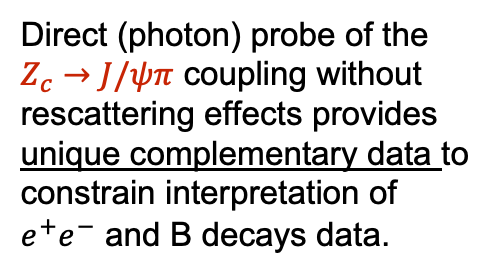 Direct (photon) probe of the
Z_c → J/ψπ coupling without
rescattering effects provides
unique complementary data to
constrain interpretation of
e⁺e⁻ and B decays data.